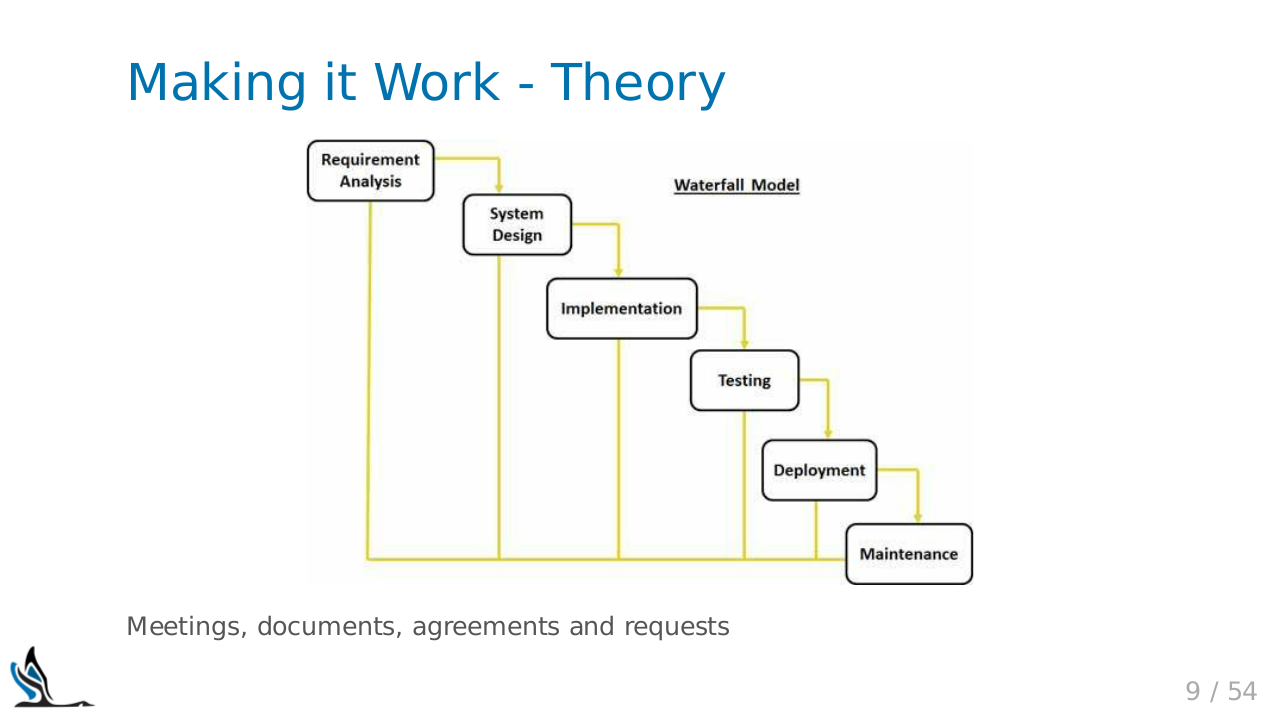 Making it Work - Theory
Requirement
Analysis
Waterfall Model
System
Design
Implementation
Testing
Deployment
Maintenance
Meetings, documents, agreements and requests
9 / 54